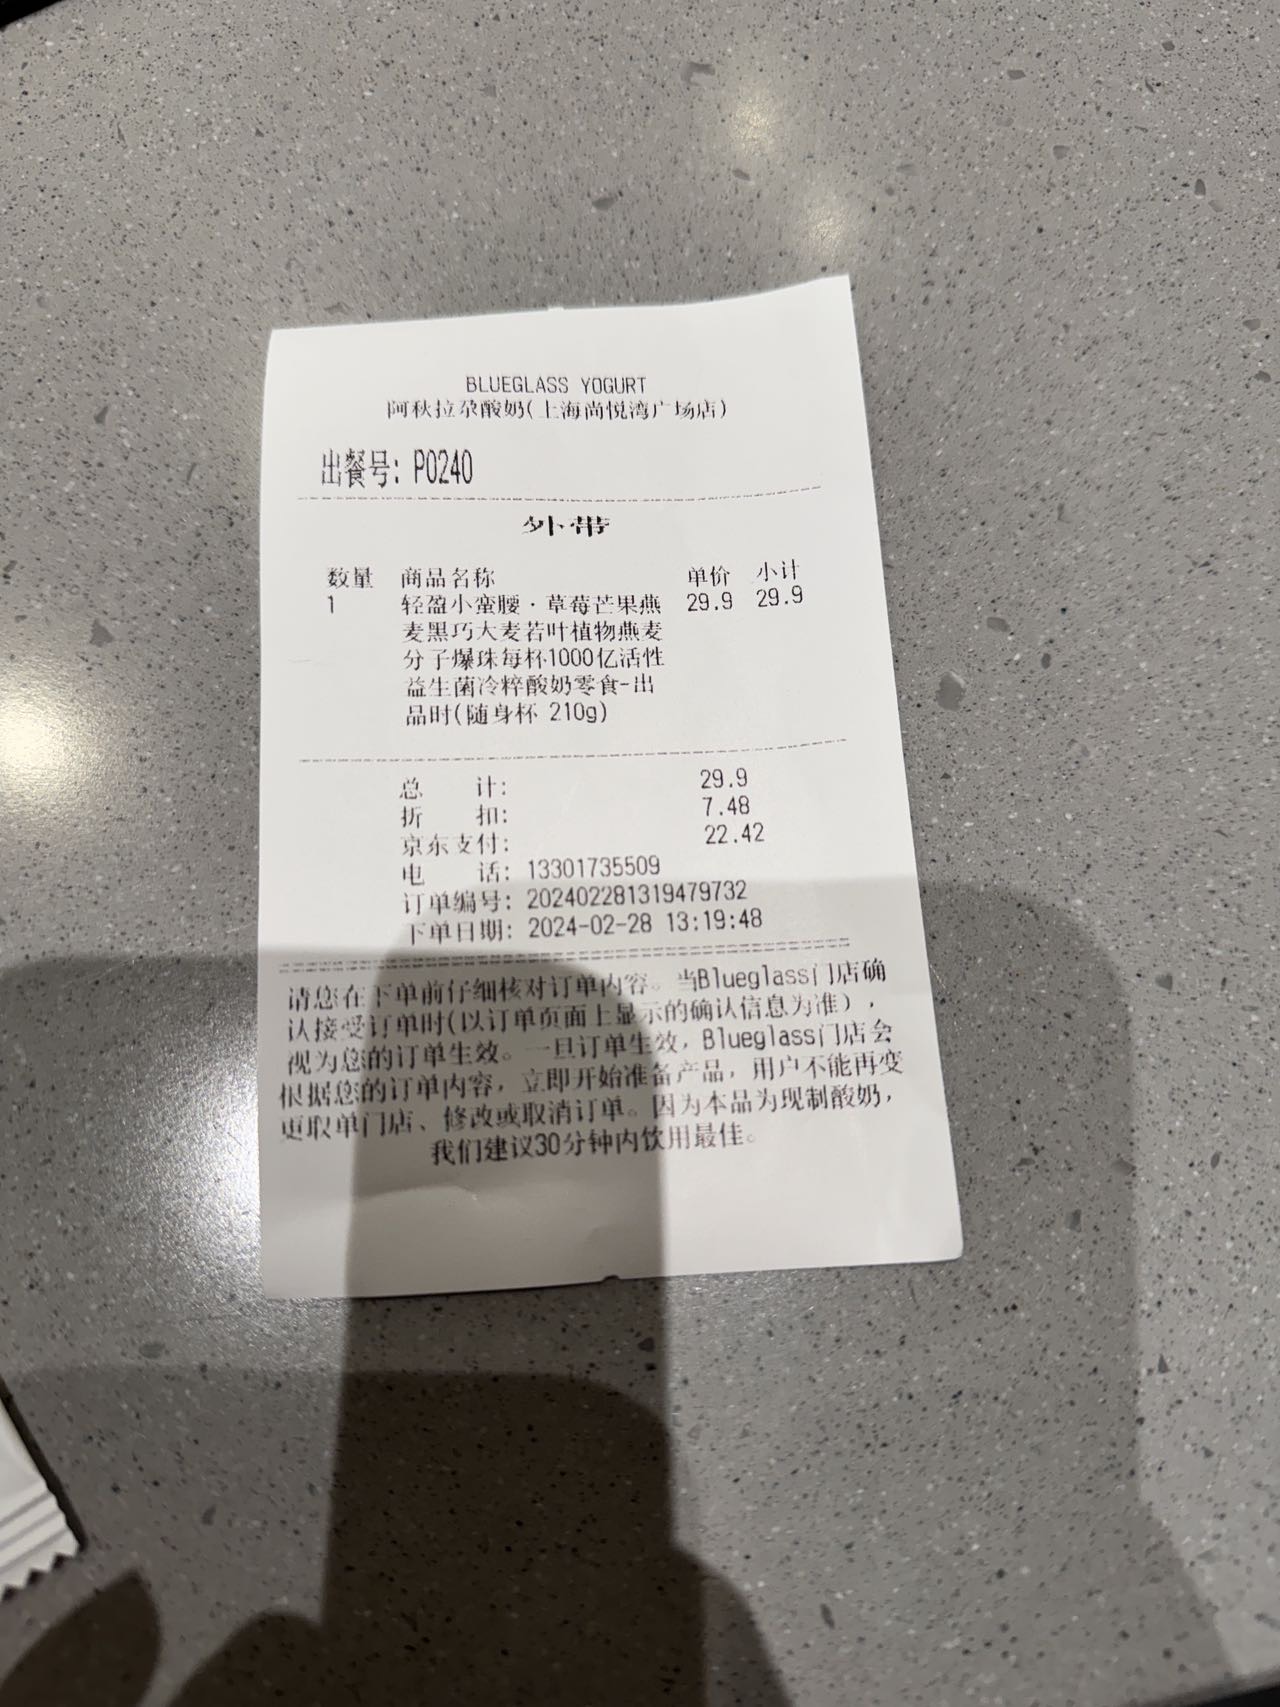 BLUEGLASS YOGURT
阿秋拉尕酸奶(上海尚悦湾广场店)
出餐号: P0240
外带
数量 商品名称 单价 小计
1 轻盈小蛮腰·草莓芒果燕 29.9 29.9
麦黑巧大麦若叶植物燕麦
分子爆珠每杯1000亿活性
益生菌冷粹酸奶零食-出
品时(随身杯 210g)
总 计: 29.9
折 扣: 7.48
京东支付: 22.42
电 话: 13301735509
订单编号: 202402281319479732
下单日期: 2024-02-28 13:19:48
请您在下单前仔细核对订单内容。当Blueglass门店确
认接受订单时(以订单页面上显示的确认信息为准),
视为您的订单生效。一旦订单生效,Blueglass门店会
根据您的订单内容,立即开始准备产品,用户不能再变
更取单门店、修改或取消订单。因为本品为现制酸奶,
我们建议30分钟内饮用最佳。